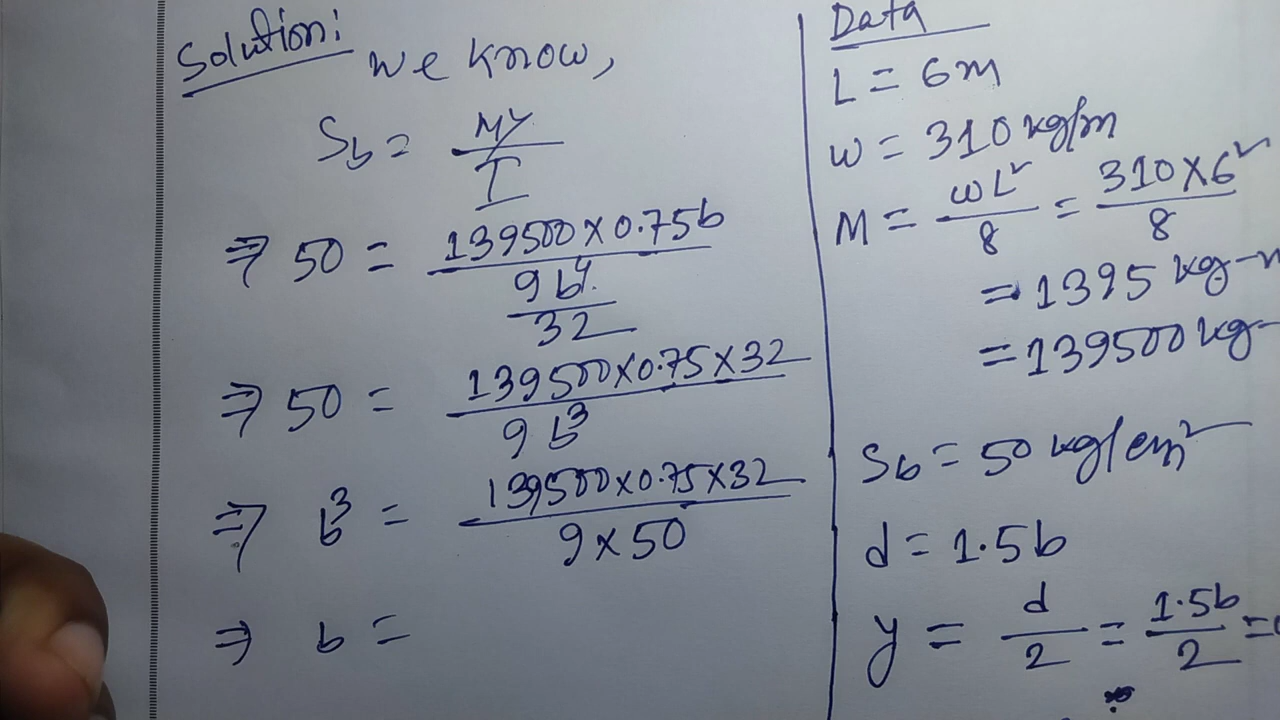 Solution:
We know,
S_b = My/I
⇒ 50 = 139500×0.75b / (9b⁴/32)
⇒ 50 = 139500×0.75×32 / 9b³
⇒ b³ = 139500×0.75×32 / 9×50
⇒ b =
Data
L = 6m
w = 310 kg/m
M = wL²/8 = 310×6²/8
= 1395 kg-
= 139500 kg-
S_b = 50 kg/cm²
d = 1.5b
y = d/2 = 1.5b/2 =